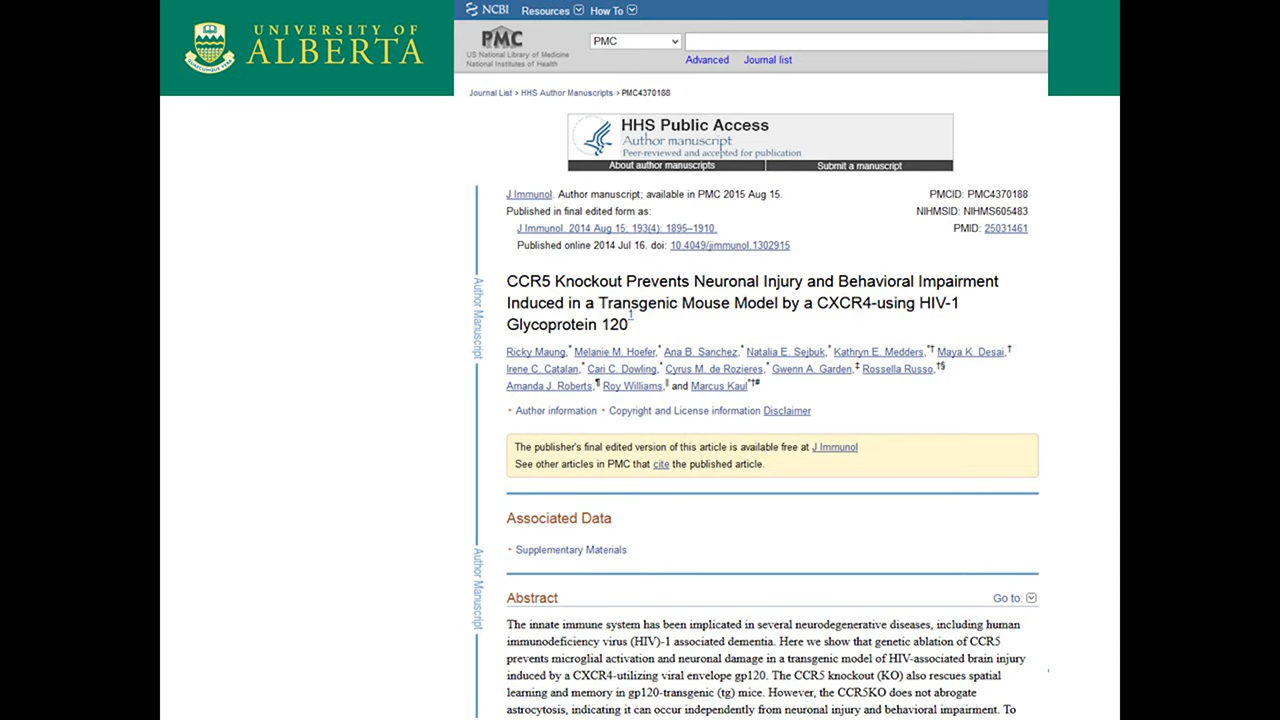 UNIVERSITY OF
ALBERTA
NCBI Resources How To
PMC
US National Library of Medicine
National Institutes of Health
PMC
Advanced Journal list
Journal List > HHS Author Manuscripts > PMC4370188
HHS Public Access
Author manuscript
Peer-reviewed and accepted for publication
About author manuscripts Submit a manuscript
J Immunol. Author manuscript; available in PMC 2015 Aug 15.
Published in final edited form as:
J Immunol. 2014 Aug 15; 193(4): 1895–1910.
Published online 2014 Jul 16. doi: 10.4049/jimmunol.1302915
PMCID: PMC4370188
NIHMSID: NIHMS605483
PMID: 25031461
Author Manuscript
CCR5 Knockout Prevents Neuronal Injury and Behavioral Impairment
Induced in a Transgenic Mouse Model by a CXCR4-using HIV-1
Glycoprotein 120¹
Ricky Maung,* Melanie M. Hoefer,* Ana B. Sanchez,* Natalia E. Sejbuk,* Kathryn E. Medders,*† Maya K. Desai,†
Irene C. Catalan,* Cari C. Dowling,* Cyrus M. de Rozieres,* Gwenn A. Garden,‡ Rossella Russo,†§
Amanda J. Roberts,¶ Roy Williams,‖ and Marcus Kaul*†#
Author information Copyright and License information Disclaimer
The publisher's final edited version of this article is available free at J Immunol
See other articles in PMC that cite the published article.
Associated Data
Supplementary Materials
Author Manuscript
Abstract Go to:
The innate immune system has been implicated in several neurodegenerative diseases, including human
immunodeficiency virus (HIV)-1 associated dementia. Here we show that genetic ablation of CCR5
prevents microglial activation and neuronal damage in a transgenic model of HIV-associated brain injury
induced by a CXCR4-utilizing viral envelope gp120. The CCR5 knockout (KO) also rescues spatial
learning and memory in gp120-transgenic (tg) mice. However, the CCR5KO does not abrogate
astrocytosis, indicating it can occur independently from neuronal injury and behavioral impairment. To